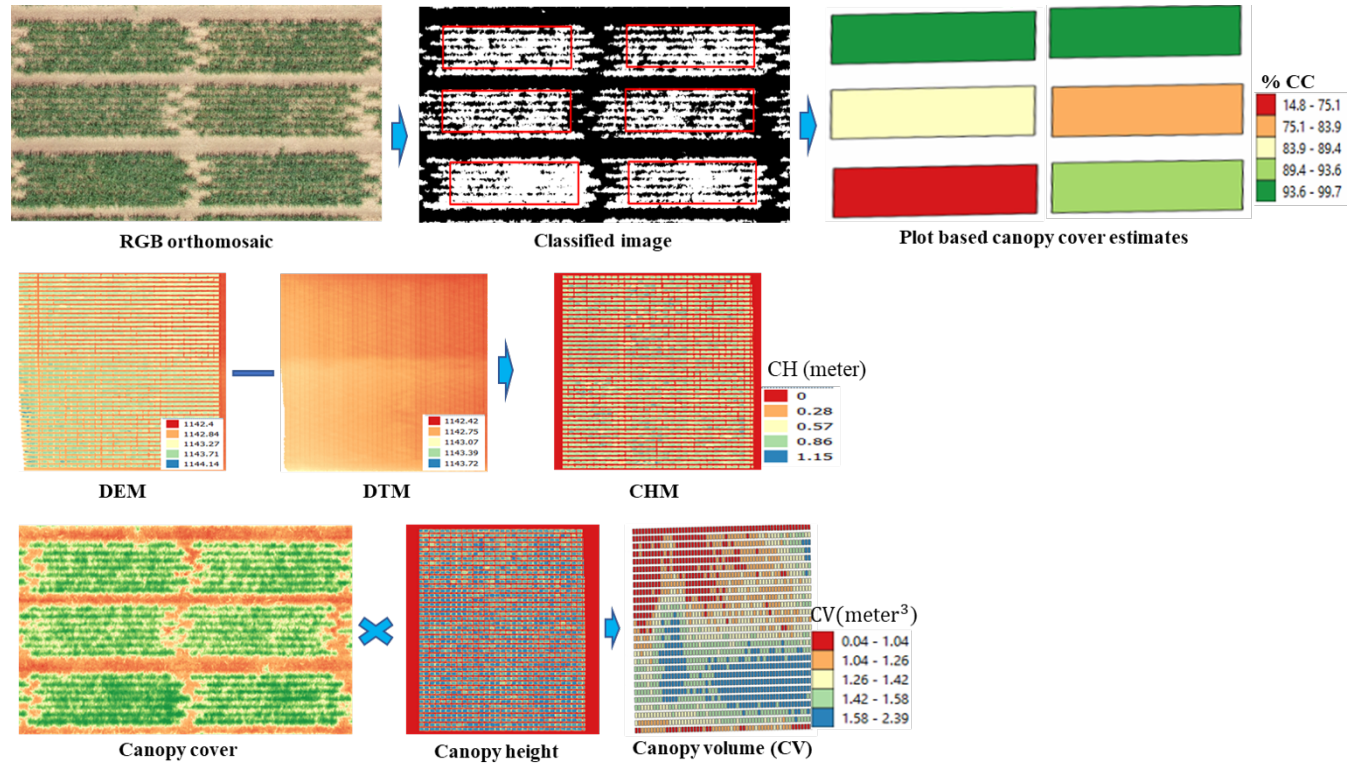 % CC
14.8 - 75.1
75.1 - 83.9
83.9 - 89.4
89.4 - 93.6
93.6 - 99.7
RGB orthomosaic
Classified image
Plot based canopy cover estimates
1142.4
1142.84
1143.27
1143.71
1144.14
1142.42
1142.75
1143.07
1143.39
1143.72
CH (meter)
0
0.28
0.57
0.86
1.15
DEM
DTM
CHM
CV(meter³)
0.04 - 1.04
1.04 - 1.26
1.26 - 1.42
1.42 - 1.58
1.58 - 2.39
Canopy cover
Canopy height
Canopy volume (CV)